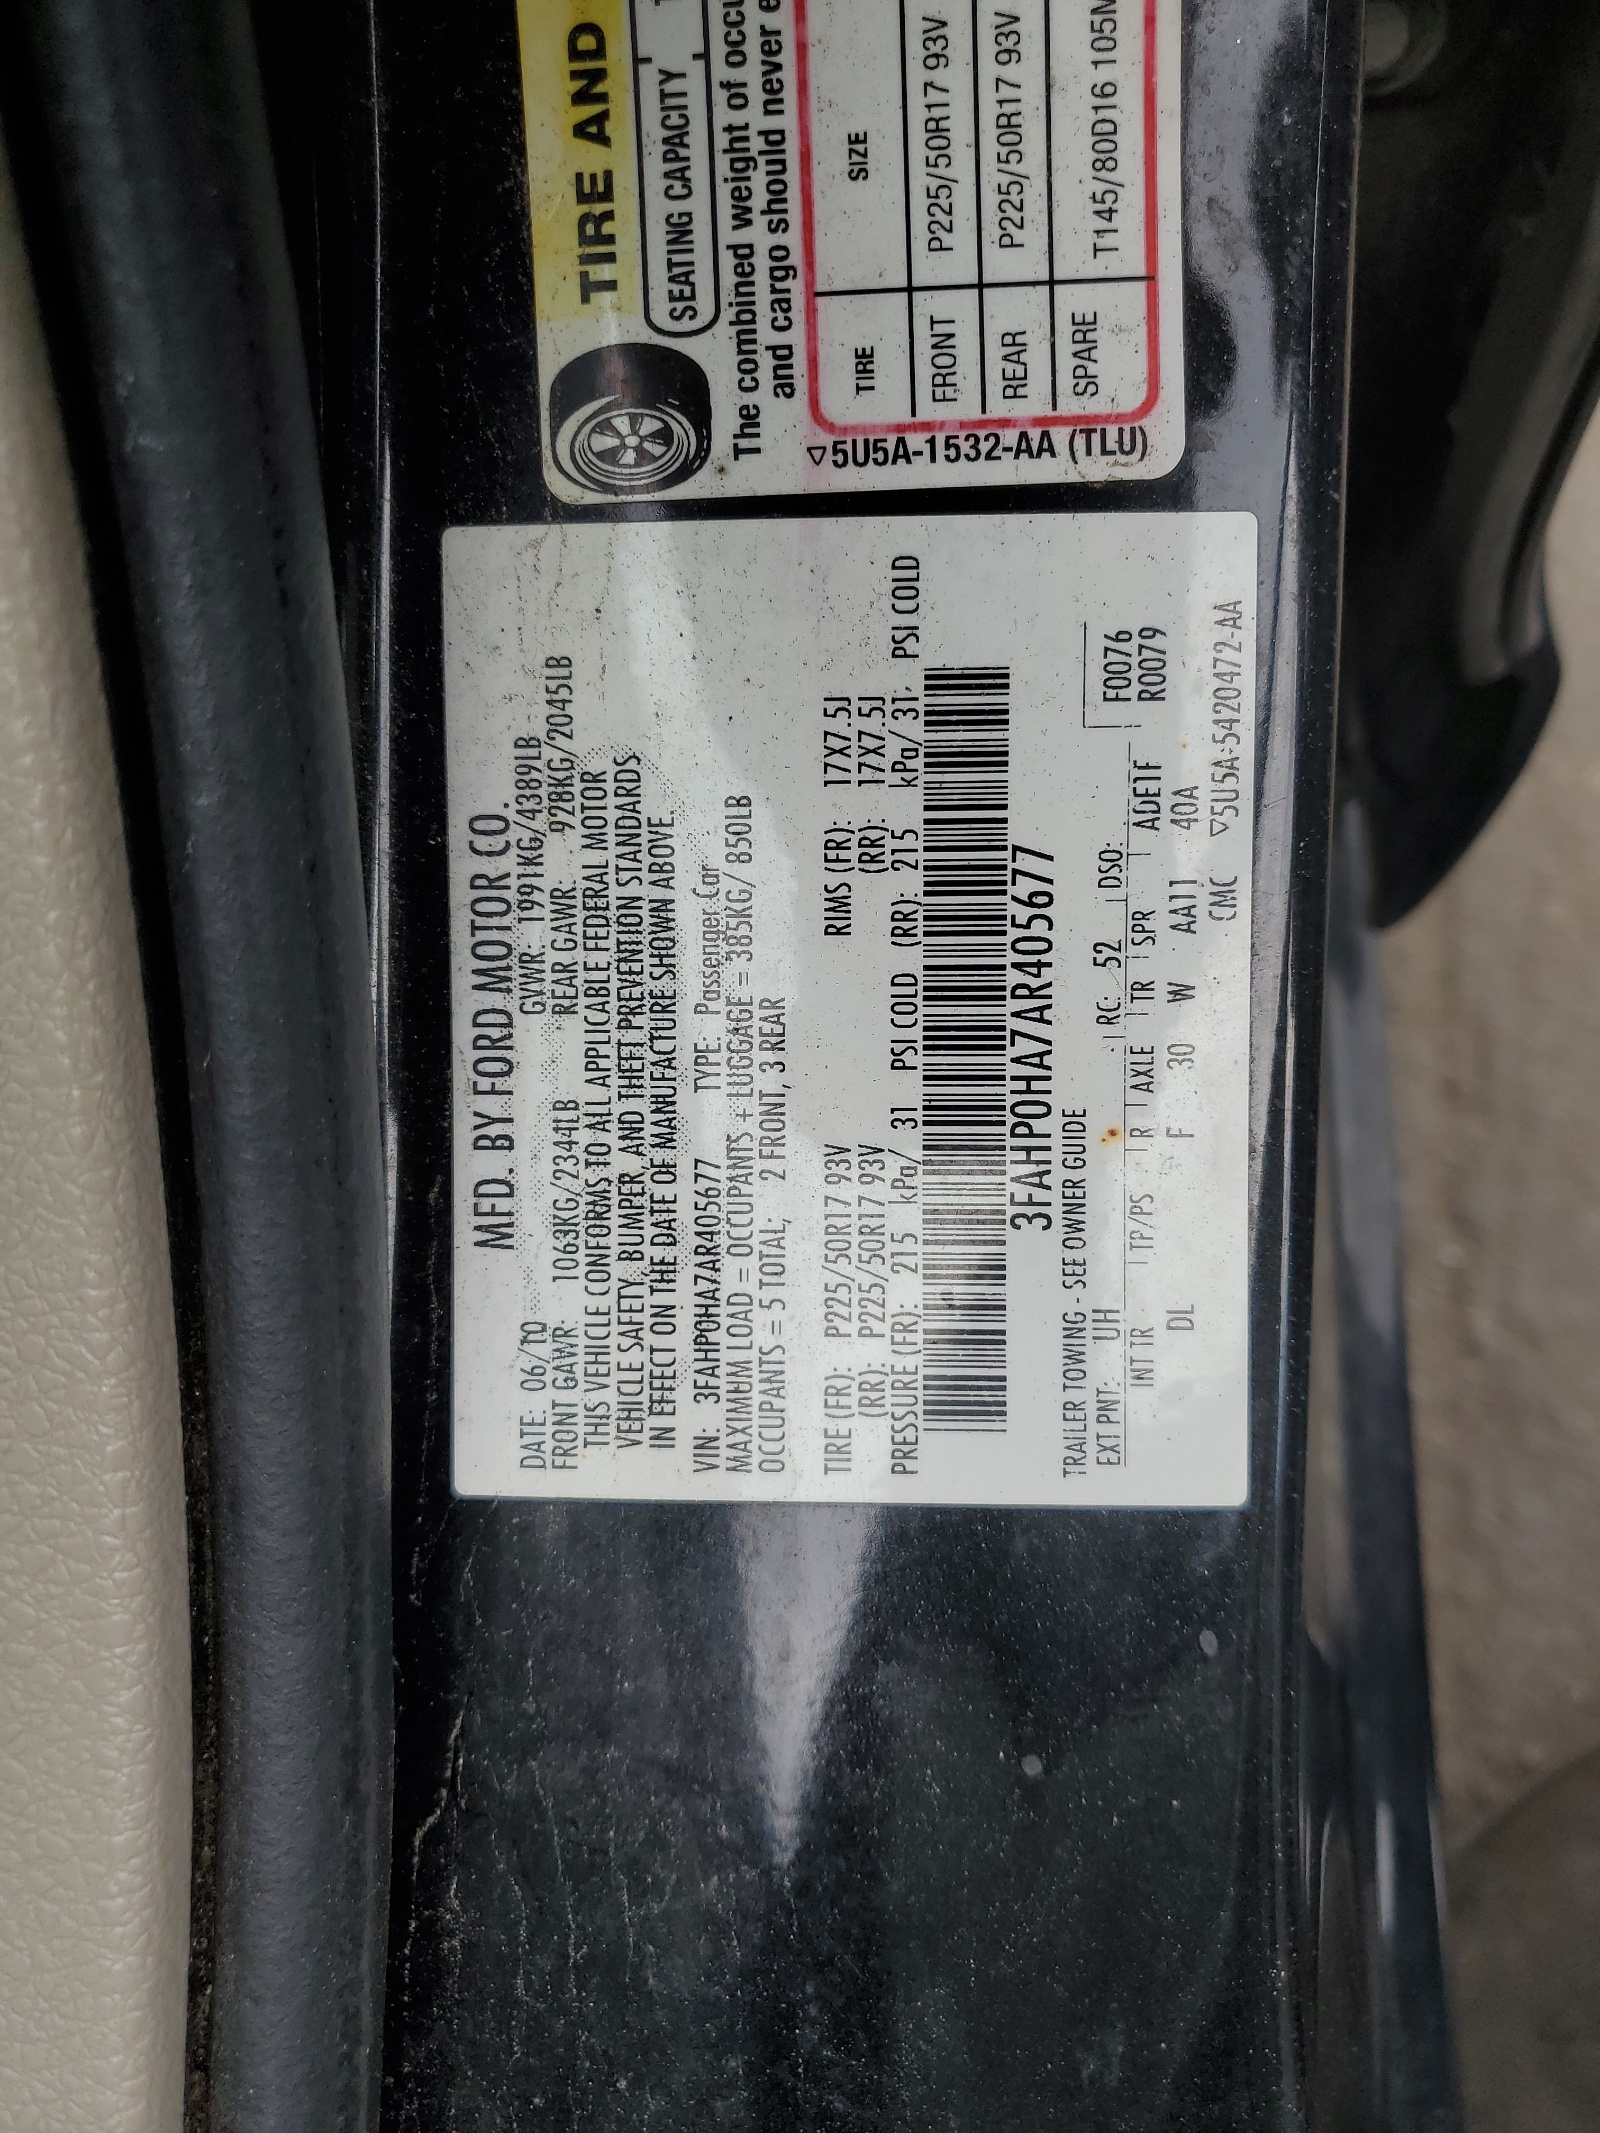 MFD. BY FORD MOTOR CO.
DATE: 06/10 GVWR: 1991KG/4389LB
FRONT GAWR: 1063KG/2344LB REAR GAWR: 928KG/2045LB
THIS VEHICLE CONFORMS TO ALL APPLICABLE FEDERAL MOTOR
VEHICLE SAFETY, BUMPER, AND THEFT PREVENTION STANDARDS
IN EFFECT ON THE DATE OF MANUFACTURE SHOWN ABOVE.
VIN: 3FAHP0HA7AR405677 TYPE: Passenger Car
MAXIMUM LOAD = OCCUPANTS + LUGGAGE = 385KG/ 850LB
OCCUPANTS = 5 TOTAL, 2 FRONT, 3 REAR
TIRE (FR): P225/50R17 93V RIMS (FR): 17X7.5J
(RR): P225/50R17 93V (RR): 17X7.5J
PRESSURE (FR): 215 kPa/ 31 PSI COLD (RR): 215 kPa/ 31 PSI COLD
3FAHP0HA7AR405677
TRAILER TOWING - SEE OWNER GUIDE
EXT PNT: UH RC: 52 DSO: F0076
INT TR TP/PS R AXLE TR SPR ADE1F R0079
DL F 30 W AA11 40A
CMC ▽5U5A-5420472-AA
TIRE AND
SEATING CAPACITY
The combined weight of
and cargo should never
TIRE SIZE
FRONT P225/50R17 93V
REAR P225/50R17 93V
SPARE T145/80D16 105M
▽5U5A-1532-AA (TLU)